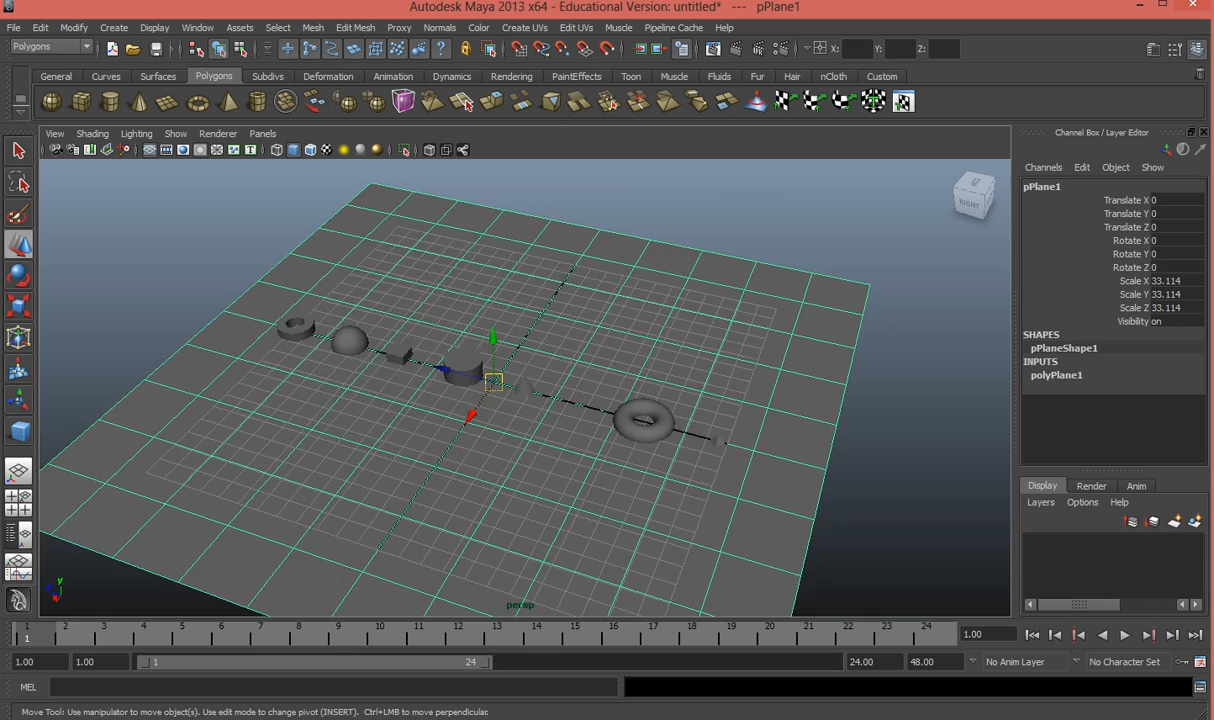 Autodesk Maya 2013 x64 - Educational Version: untitled* --- pPlane1
File Edit Modify Create Display Window Assets Select Mesh Edit Mesh Proxy Normals Color Create UVs Edit UVs Muscle Pipeline Cache Help
Polygons X: Y: Z:
General Curves Surfaces Polygons Subdivs Deformation Animation Dynamics Rendering PaintEffects Toon Muscle Fluids Fur Hair nCloth Custom
View Shading Lighting Show Renderer Panels
Channel Box / Layer Editor
Channels Edit Object Show
pPlane1
Translate X 0
Translate Y 0
Translate Z 0
Rotate X 0
Rotate Y 0
Rotate Z 0
Scale X 33.114
Scale Y 33.114
Scale Z 33.114
Visibility on
SHAPES
pPlaneShape1
INPUTS
polyPlane1
RIGHT
Display Render Anim
Layers Options Help
y
persp
1 2 3 4 5 6 7 8 9 10 11 12 13 14 15 16 17 18 19 20 21 22 23 24
1 1.00
1.00 1.00 1 24 24.00 48.00 No Anim Layer No Character Set
MEL
Move Tool: Use manipulator to move object(s). Use edit mode to change pivot (INSERT). Ctrl+LMB to move perpendicular.